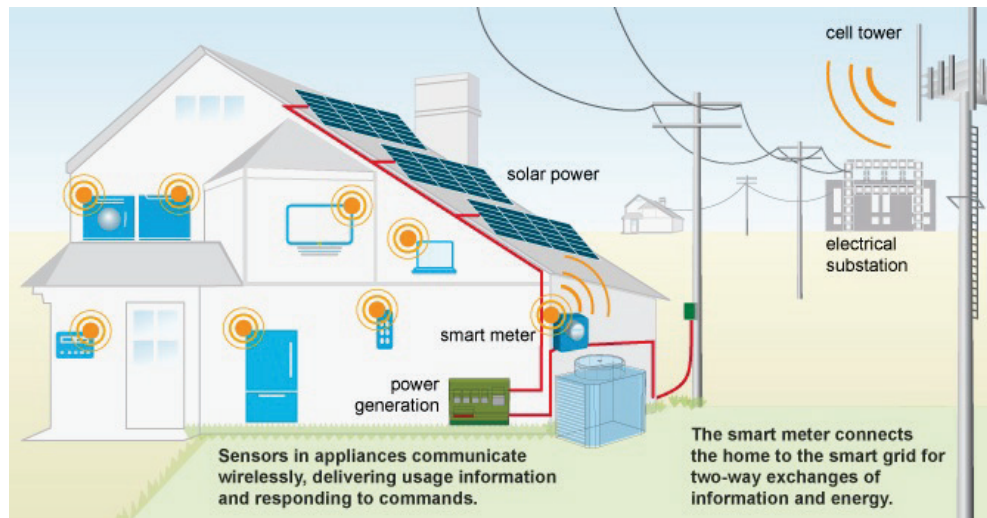 cell tower
solar power
electrical
substation
smart meter
power
generation
Sensors in appliances communicate
wirelessly, delivering usage information
and responding to commands.
The smart meter connects
the home to the smart grid for
two-way exchanges of
information and energy.